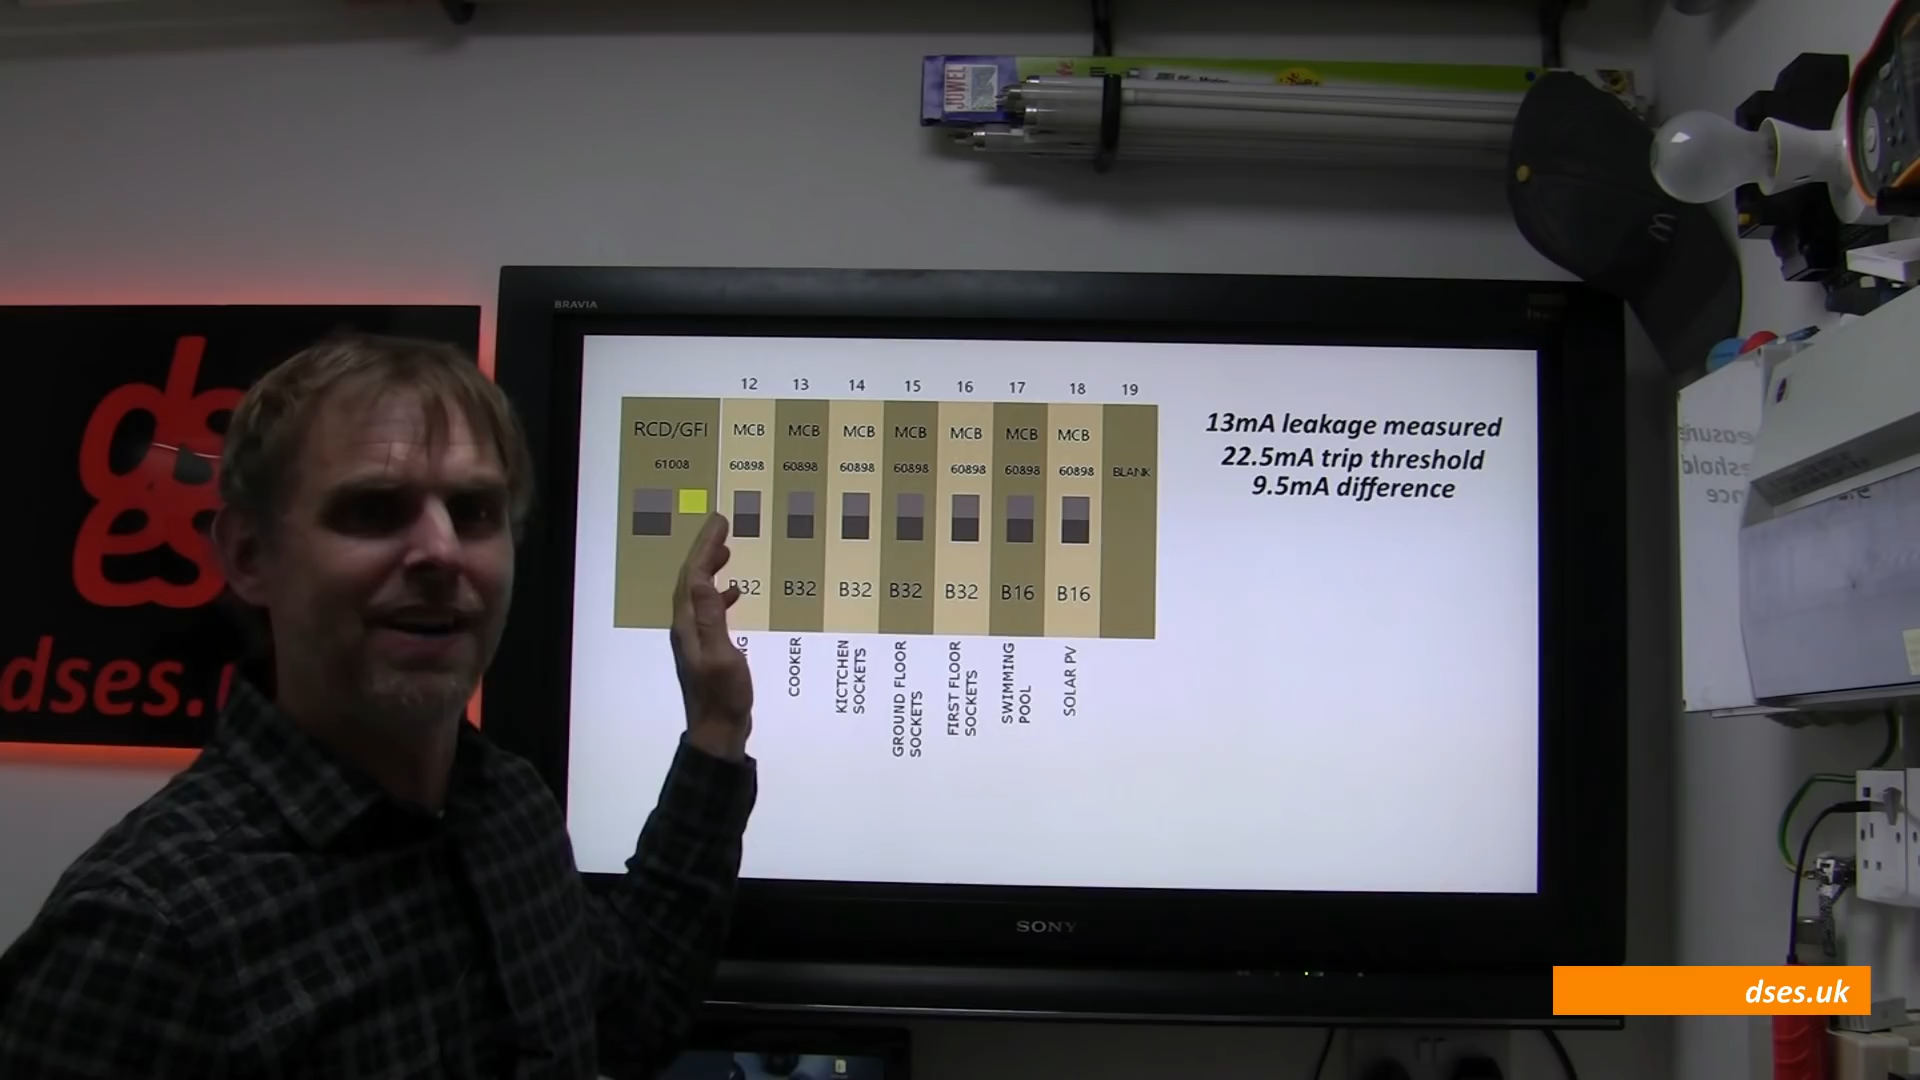 JUWEL
BRAVIA
12 13 14 15 16 17 18 19
RCD/GFI MCB MCB MCB MCB MCB MCB MCB
61008 60898 60898 60898 60898 60898 60898 60898 BLANK
B32 B32 B32 B32 B32 B16 B16
COOKER
KICTCHEN
SOCKETS
GROUND FLOOR
SOCKETS
FIRST FLOOR
SOCKETS
SWIMMING
POOL
SOLAR PV
13mA leakage measured
22.5mA trip threshold
9.5mA difference
ds
es
dses.u
SONY
dses.uk